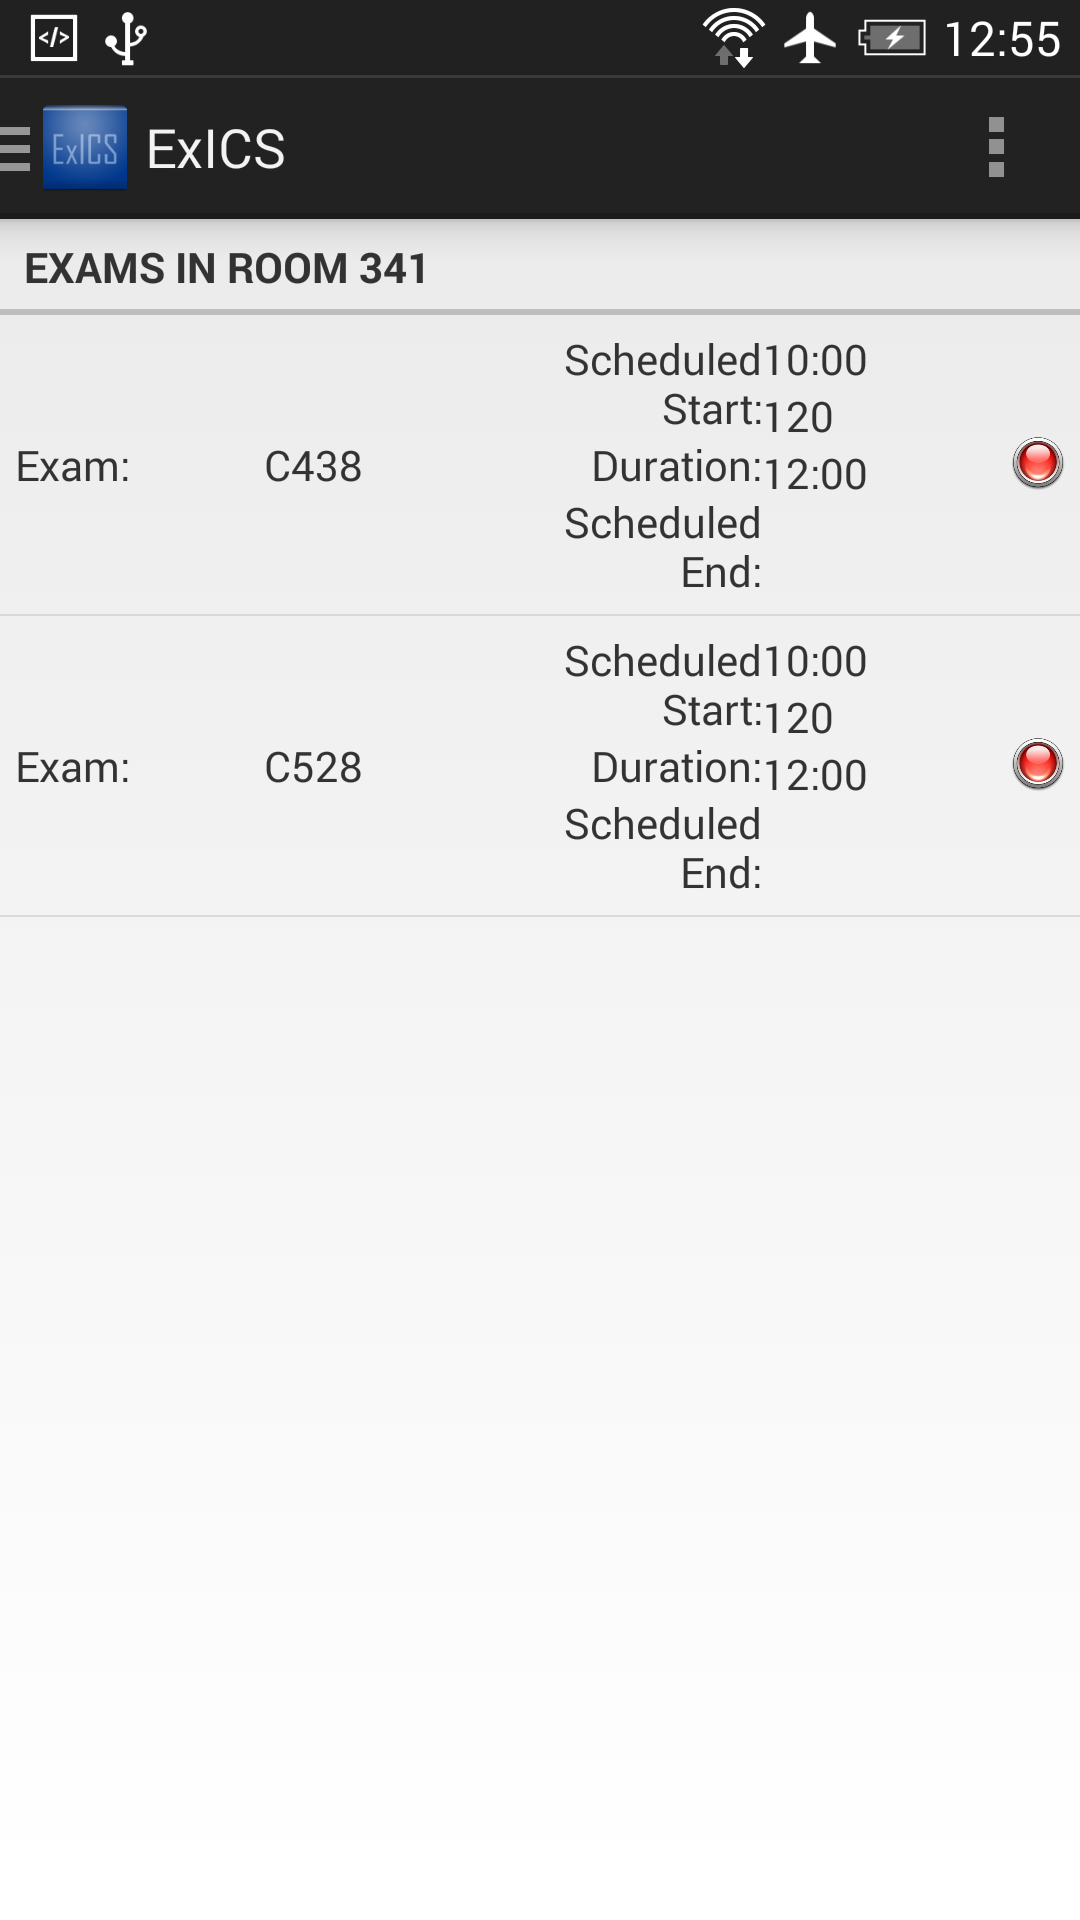 </> 12:55
ExICS ExICS
EXAMS IN ROOM 341
Scheduled 10:00
Start: 120
Exam: C438 Duration: 12:00
Scheduled
End:
Scheduled 10:00
Start: 120
Exam: C528 Duration: 12:00
Scheduled
End: